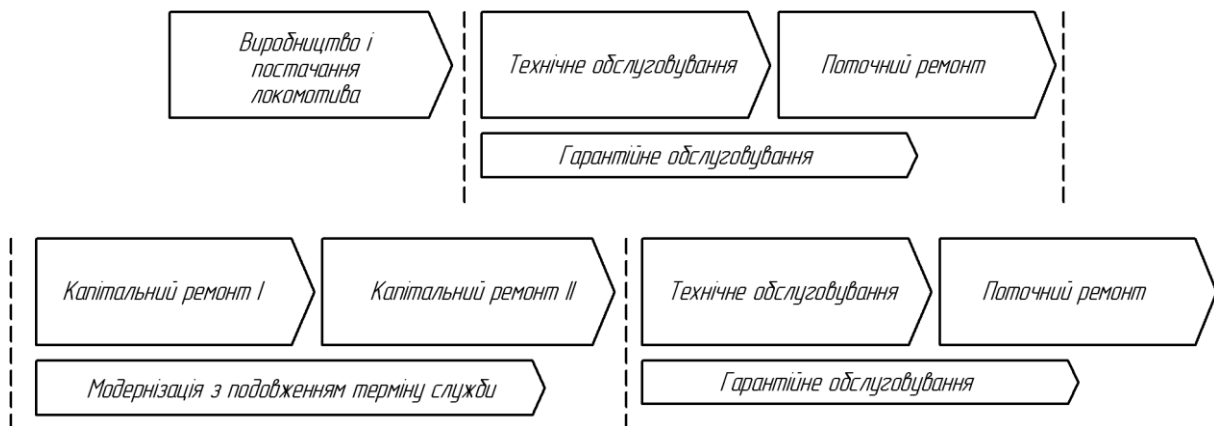 Виробництво і
постачання
локомотива
Технічне обслуговування
Поточний ремонт
Гарантійне обслуговування
Капітальний ремонт I
Капітальний ремонт II
Технічне обслуговування
Поточний ремонт
Модернізація з подовженням терміну служби
Гарантійне обслуговування